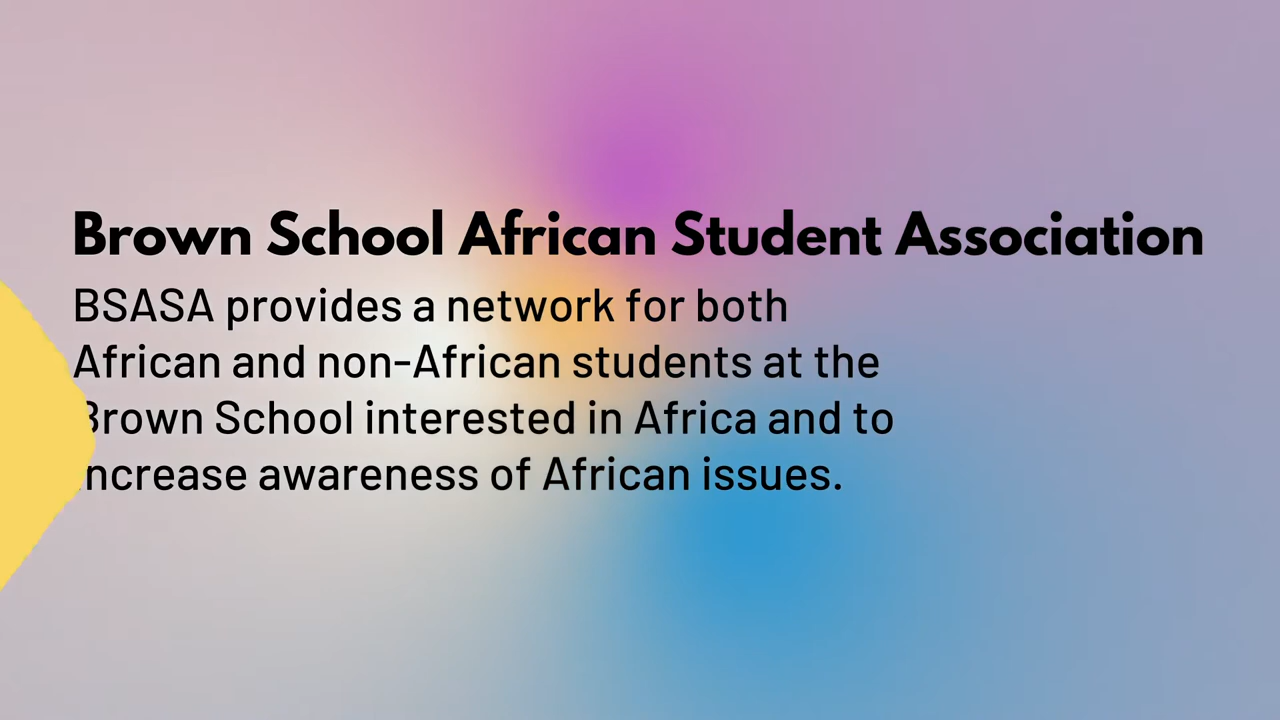 Brown School African Student Association
BSASA provides a network for both
African and non-African students at the
Brown School interested in Africa and to
increase awareness of African issues.